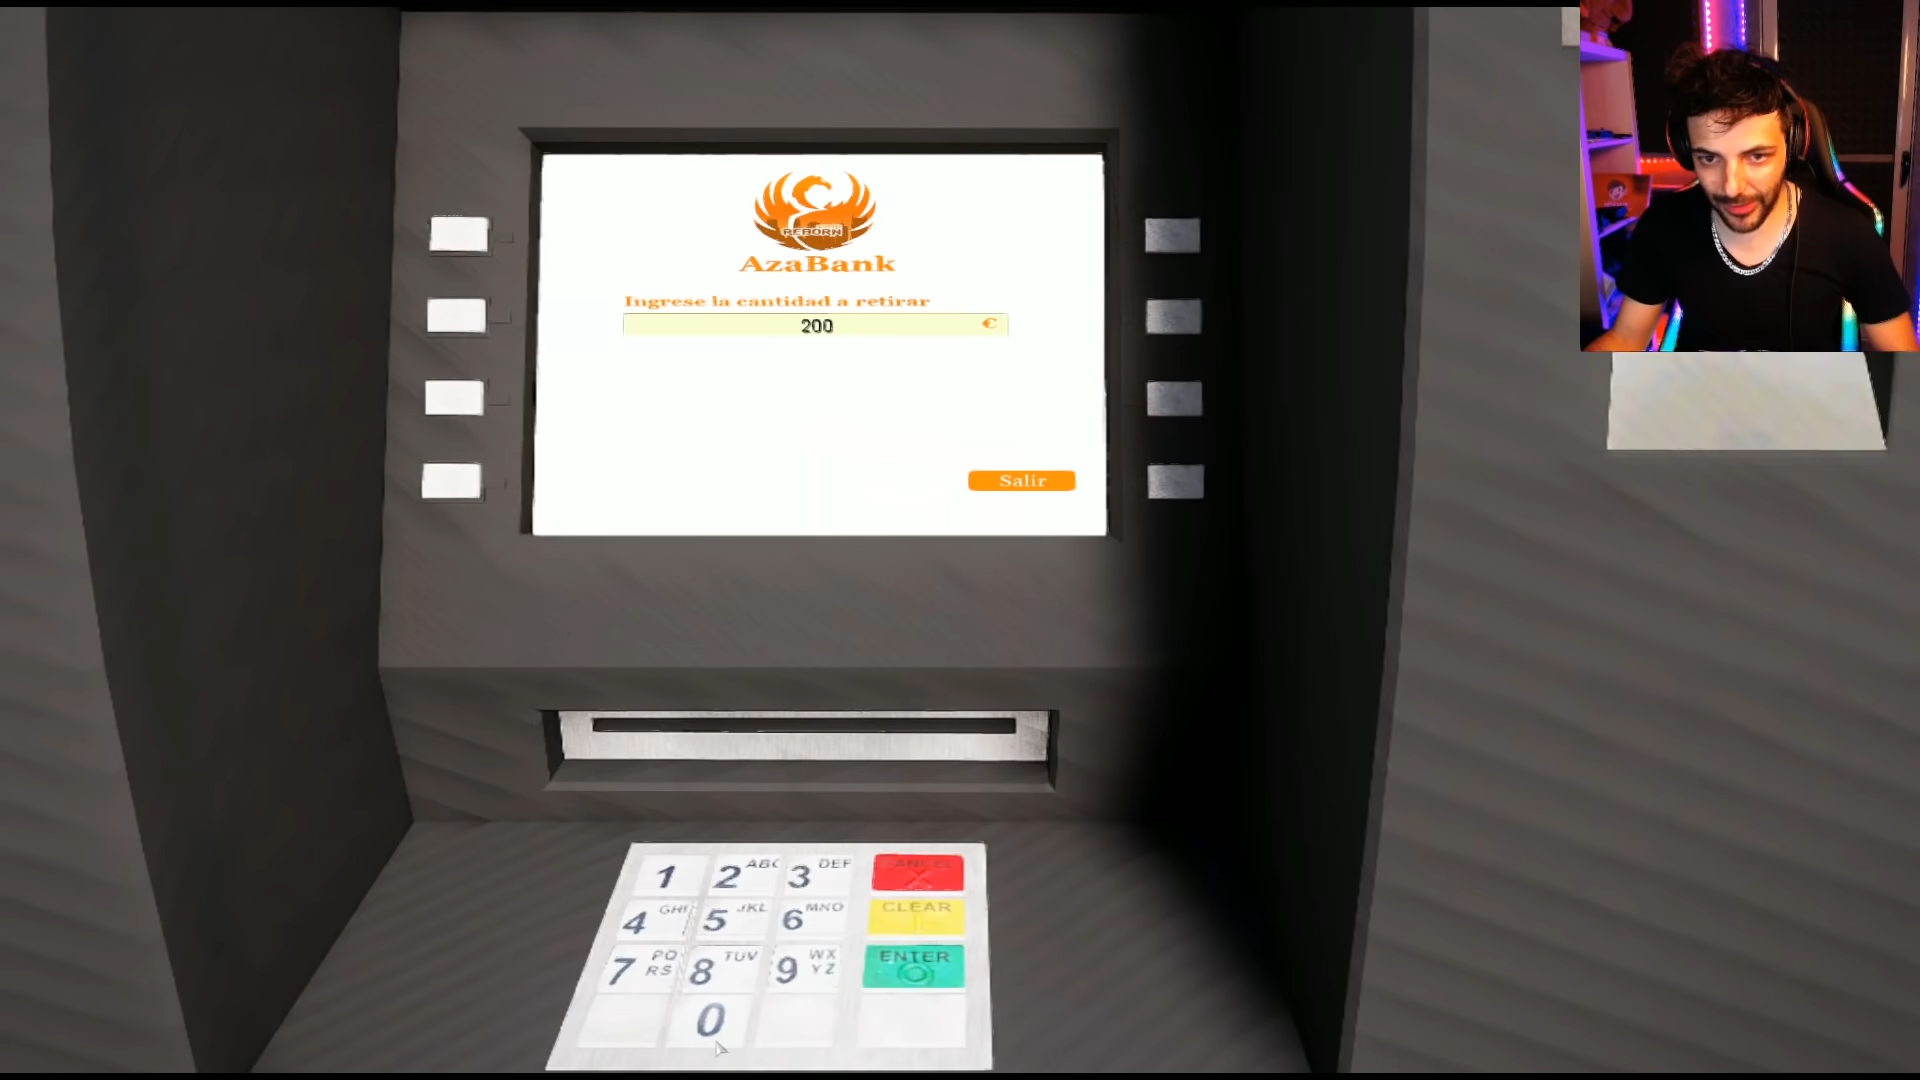 REBORN
AzaBank
Ingrese la cantidad a retirar
200 €
Salir
1 2 ABC 3 DEF CANCEL
4 GHI 5 JKL 6 MNO CLEAR
7 PQRS 8 TUV 9 WXYZ ENTER
0